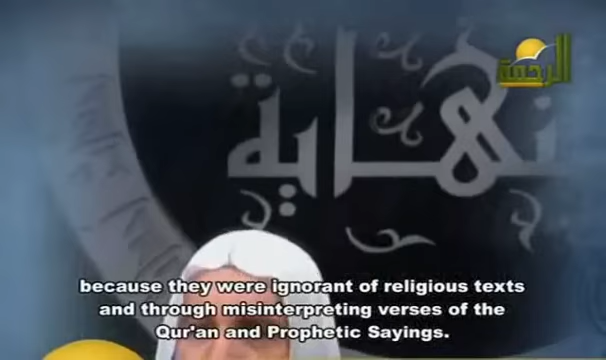 الرحمة
نهاية
because they were ignorant of religious texts
and through misinterpreting verses of the
Qur'an and Prophetic Sayings.